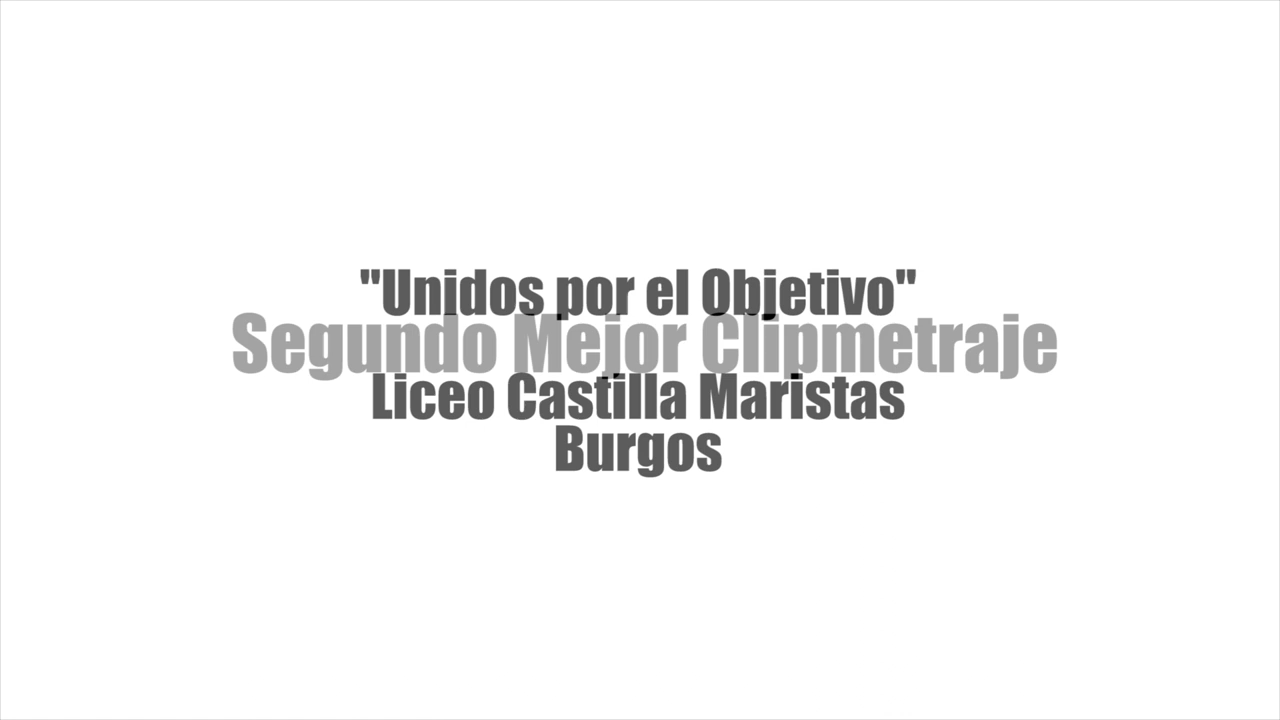 "Unidos por el Objetivo"
Segundo Mejor Clipmetraje
Liceo Castilla Maristas
Burgos